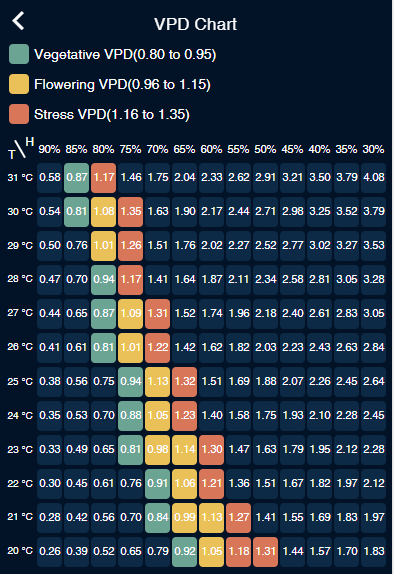 VPD Chart
Vegetative VPD(0.80 to 0.95)
Flowering VPD(0.96 to 1.15)
Stress VPD(1.16 to 1.35)
T\H 90% 85% 80% 75% 70% 65% 60% 55% 50% 45% 40% 35% 30%
31 °C 0.58 0.87 1.17 1.46 1.75 2.04 2.33 2.62 2.91 3.21 3.50 3.79 4.08
30 °C 0.54 0.81 1.08 1.35 1.63 1.90 2.17 2.44 2.71 2.98 3.25 3.52 3.79
29 °C 0.50 0.76 1.01 1.26 1.51 1.76 2.02 2.27 2.52 2.77 3.02 3.27 3.53
28 °C 0.47 0.70 0.94 1.17 1.41 1.64 1.87 2.11 2.34 2.58 2.81 3.05 3.28
27 °C 0.44 0.65 0.87 1.09 1.31 1.52 1.74 1.96 2.18 2.40 2.61 2.83 3.05
26 °C 0.41 0.61 0.81 1.01 1.22 1.42 1.62 1.82 2.03 2.23 2.43 2.63 2.84
25 °C 0.38 0.56 0.75 0.94 1.13 1.32 1.51 1.69 1.88 2.07 2.26 2.45 2.64
24 °C 0.35 0.53 0.70 0.88 1.05 1.23 1.40 1.58 1.75 1.93 2.10 2.28 2.45
23 °C 0.33 0.49 0.65 0.81 0.98 1.14 1.30 1.47 1.63 1.79 1.95 2.12 2.28
22 °C 0.30 0.45 0.61 0.76 0.91 1.06 1.21 1.36 1.51 1.67 1.82 1.97 2.12
21 °C 0.28 0.42 0.56 0.70 0.84 0.99 1.13 1.27 1.41 1.55 1.69 1.83 1.97
20 °C 0.26 0.39 0.52 0.65 0.79 0.92 1.05 1.18 1.31 1.44 1.57 1.70 1.83